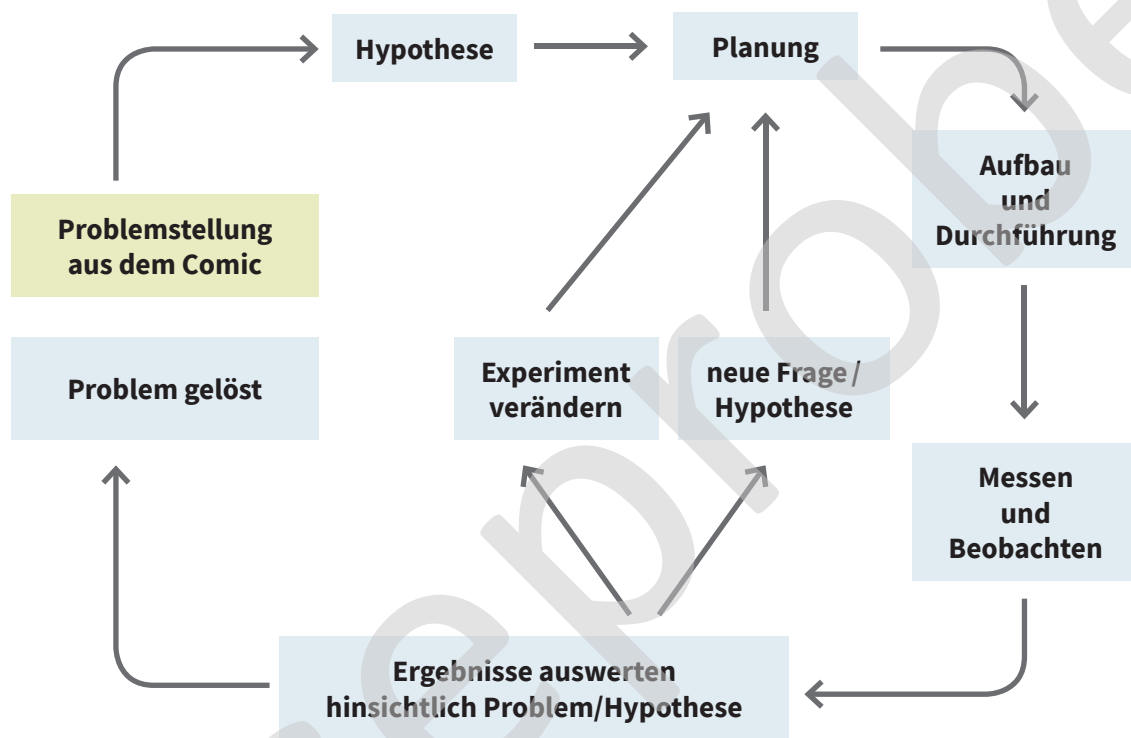 Hypothese
Planung
Aufbau
und
Durchführung
Problemstellung
aus dem Comic
Problem gelöst
Experiment
verändern
neue Frage /
Hypothese
Messen
und
Beobachten
Ergebnisse auswerten
hinsichtlich Problem/Hypothese